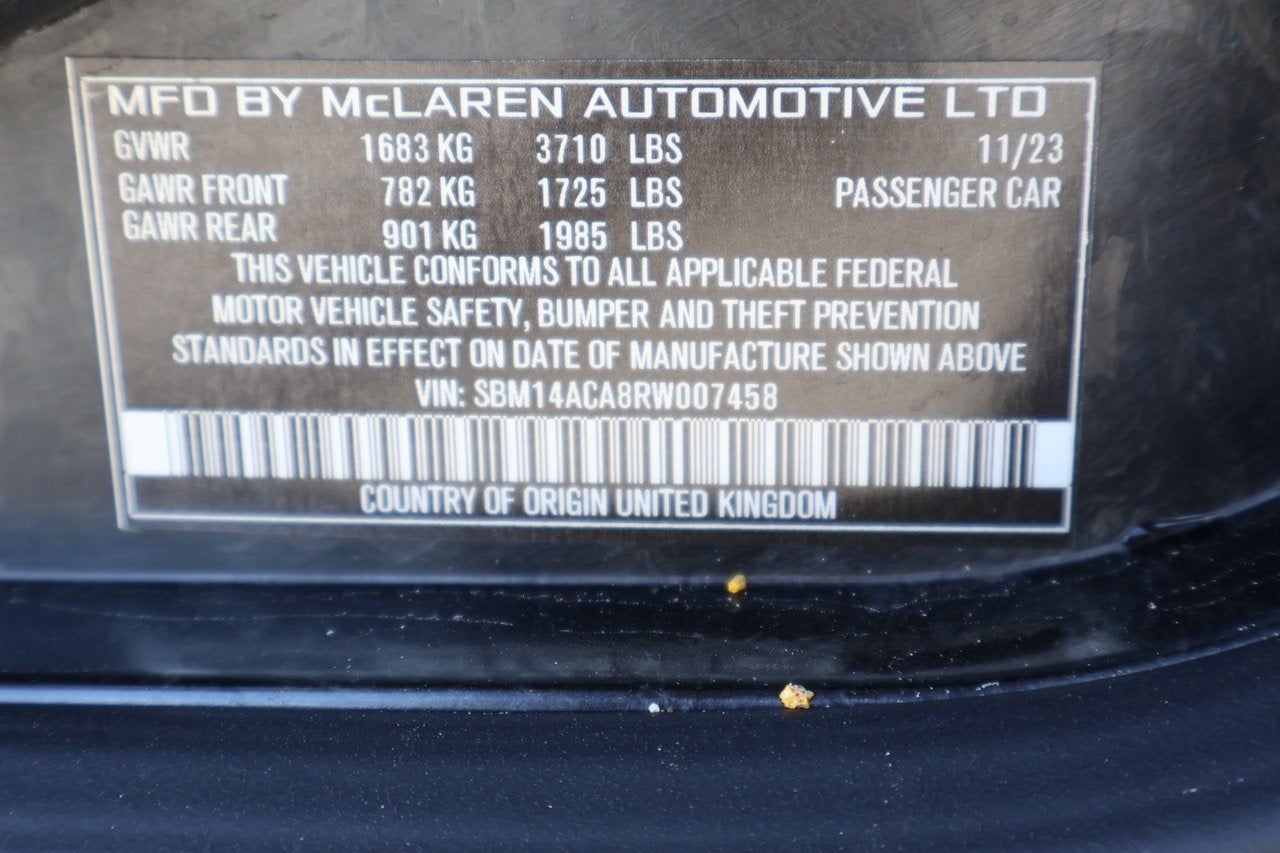 MFD BY McLAREN AUTOMOTIVE LTD
GVWR 1683 KG 3710 LBS 11/23
GAWR FRONT 782 KG 1725 LBS PASSENGER CAR
GAWR REAR 901 KG 1985 LBS
THIS VEHICLE CONFORMS TO ALL APPLICABLE FEDERAL
MOTOR VEHICLE SAFETY, BUMPER AND THEFT PREVENTION
STANDARDS IN EFFECT ON DATE OF MANUFACTURE SHOWN ABOVE
VIN: SBM14ACA8RW007458
COUNTRY OF ORIGIN UNITED KINGDOM